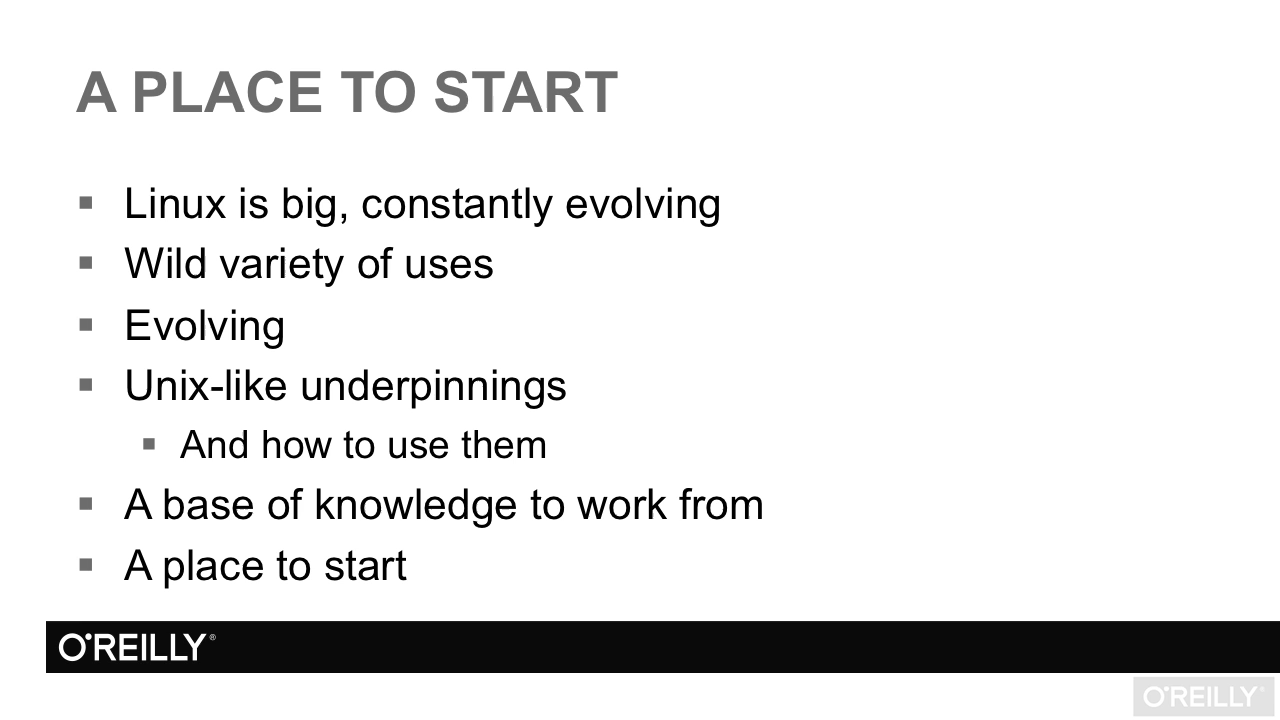 A PLACE TO START
▪ Linux is big, constantly evolving
▪ Wild variety of uses
▪ Evolving
▪ Unix-like underpinnings
▪ And how to use them
▪ A base of knowledge to work from
▪ A place to start
O'REILLY®
O'REILLY®